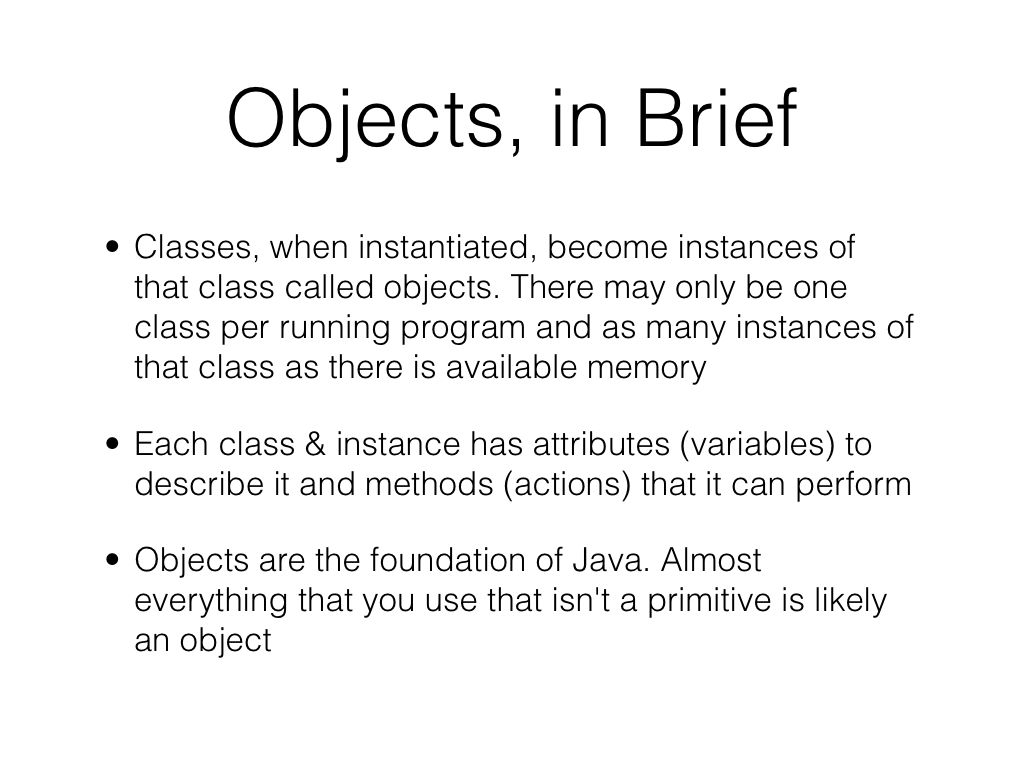 Objects, in Brief
• Classes, when instantiated, become instances of
that class called objects. There may only be one
class per running program and as many instances of
that class as there is available memory
• Each class & instance has attributes (variables) to
describe it and methods (actions) that it can perform
• Objects are the foundation of Java. Almost
everything that you use that isn't a primitive is likely
an object